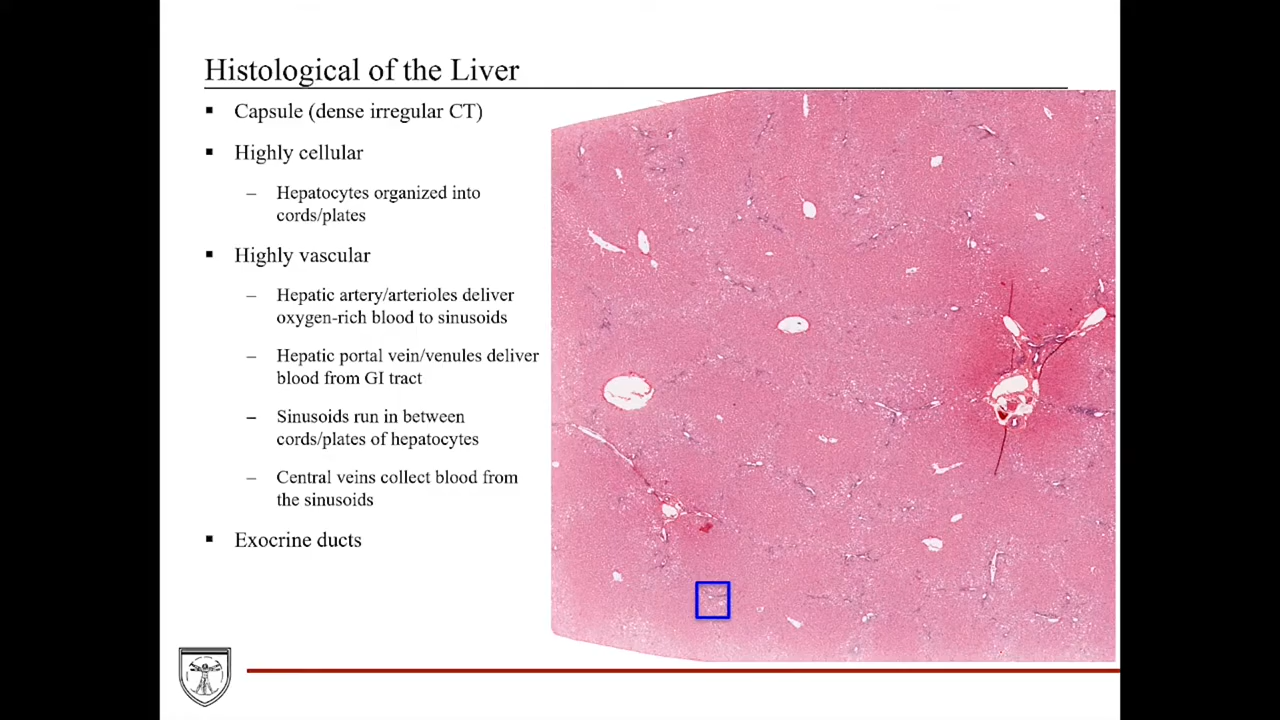 Histological of the Liver
▪ Capsule (dense irregular CT)
▪ Highly cellular
– Hepatocytes organized into
cords/plates
▪ Highly vascular
– Hepatic artery/arterioles deliver
oxygen-rich blood to sinusoids
– Hepatic portal vein/venules deliver
blood from GI tract
– Sinusoids run in between
cords/plates of hepatocytes
– Central veins collect blood from
the sinusoids
▪ Exocrine ducts